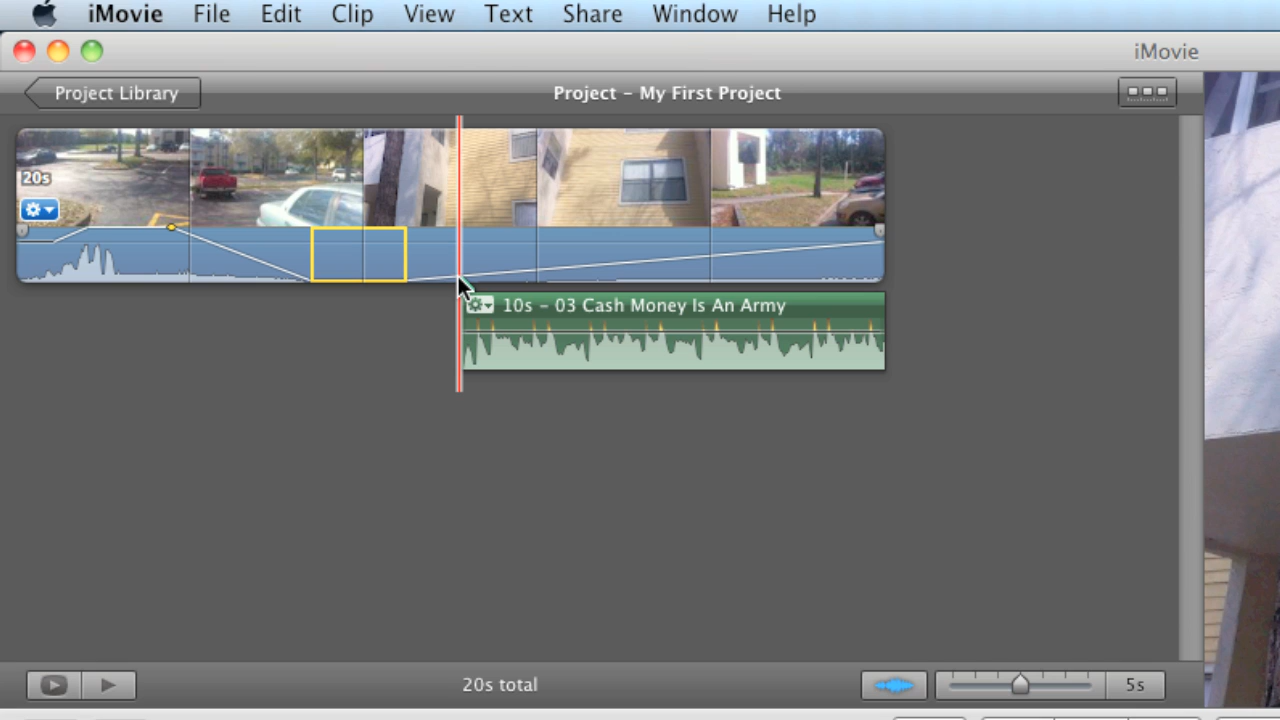 iMovie File Edit Clip View Text Share Window Help
iMovie
Project Library
Project – My First Project
20s
10s – 03 Cash Money Is An Army
20s total
5s